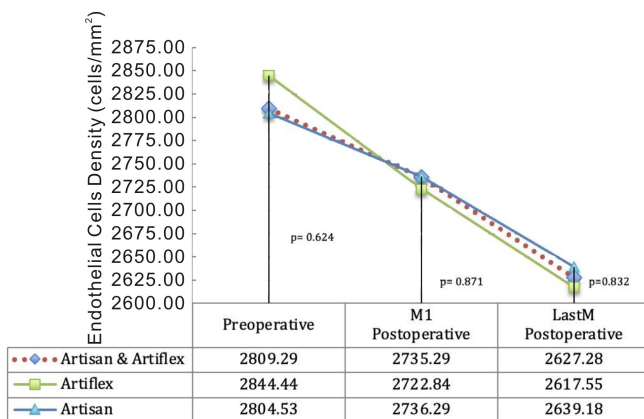 Endothelial Cells Density (cells/mm²)
2875.00
2850.00
2825.00
2800.00
2775.00
2750.00
2725.00
2700.00
2675.00
2650.00
2625.00
2600.00
p= 0.624
p= 0.871
p=0.832
Preoperative
M1
Postoperative
LastM
Postoperative
Artisan & Artiflex 2809.29 2735.29 2627.28
Artiflex 2844.44 2722.84 2617.55
Artisan 2804.53 2736.29 2639.18